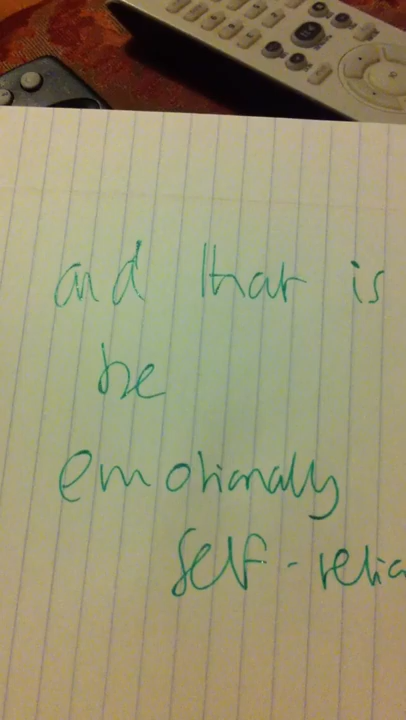 and that is
be
emotionally
self-relia